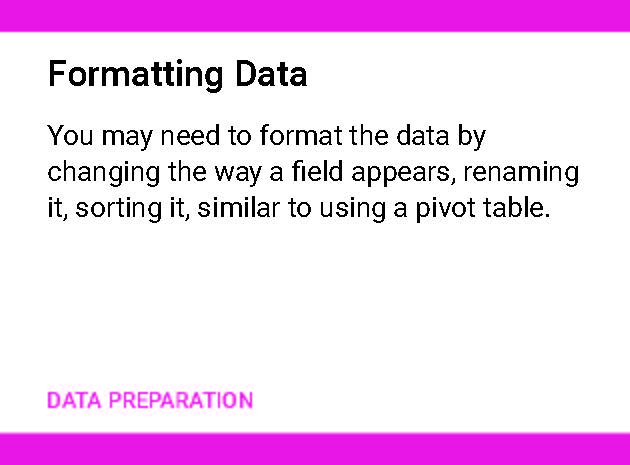 Formatting Data
You may need to format the data by
changing the way a field appears, renaming
it, sorting it, similar to using a pivot table.
DATA PREPARATION